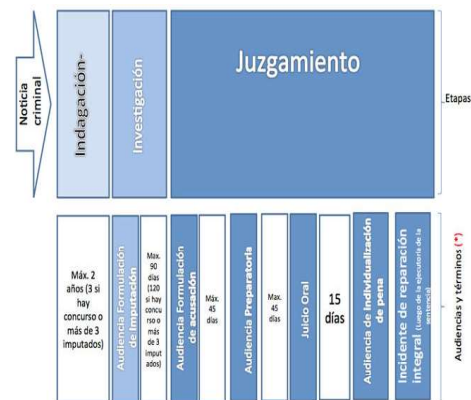 Noticia
criminal
Indagación-
Investigación
Juzgamiento
Etapas
Máx. 2
años (3 si
hay
concurso o
más de 3
imputados)
Audiencia Formulación
de Imputación
Max.
90
días
(120
si hay
concu
rso o
más
de 3
imput
ados)
Audiencia Formulación
de acusación
Máx.
45
días
Audiencia Preparatoria
Max.
45
días
Juicio Oral
15
días
Audiencia de Individualización
de pena
Incidente de reparación
integral (Luego de la ejecutoría de la
sentencia)
Audiencias y términos (*)